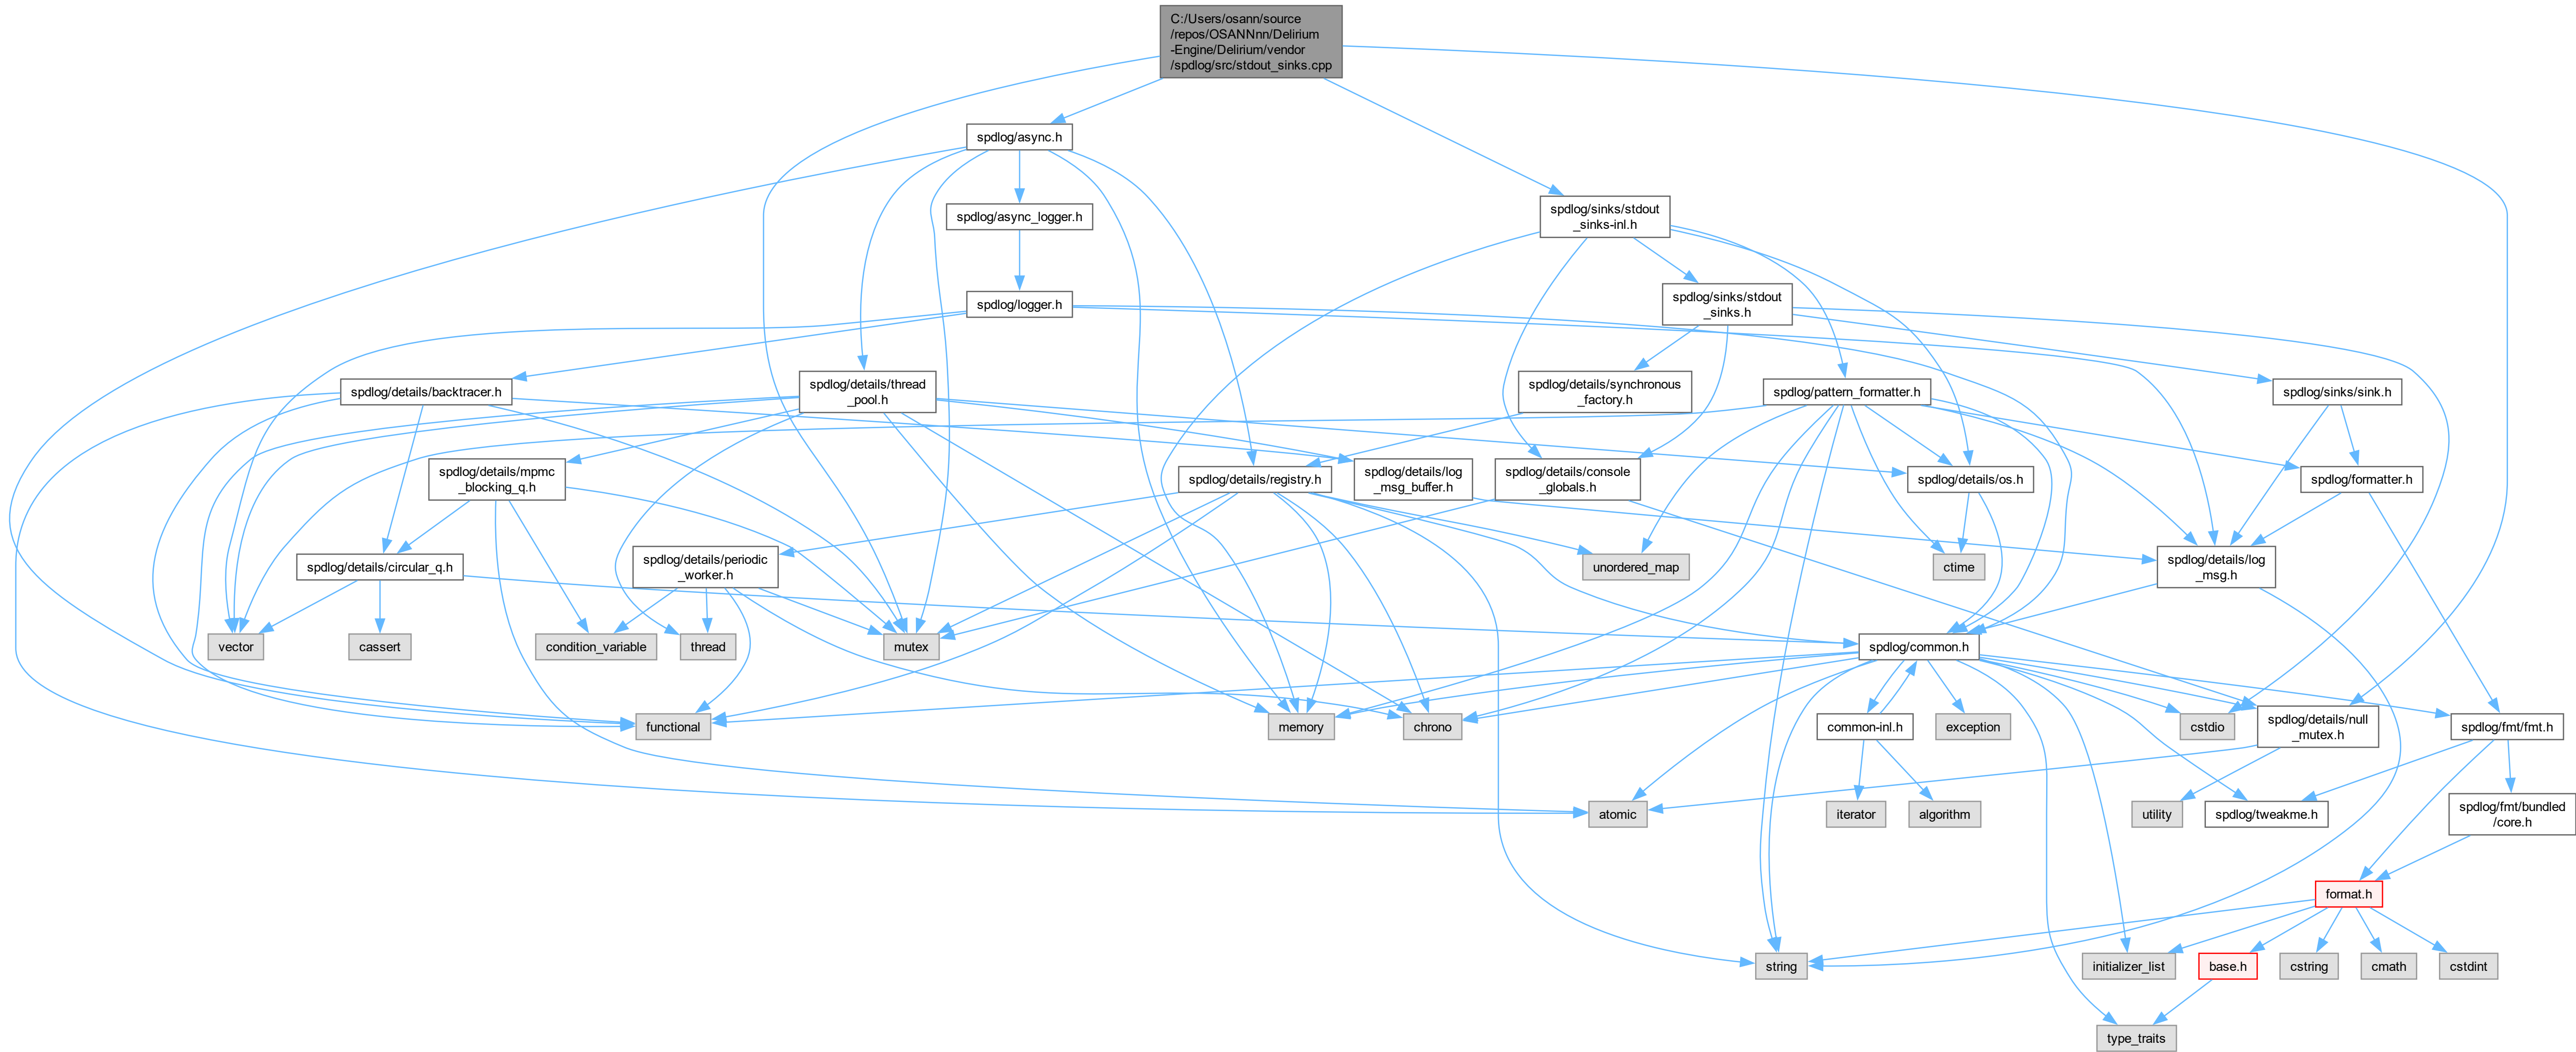 C:/Users/osann/source
/repos/OSANNnn/Delirium
-Engine/Delirium/vendor
/spdlog/src/stdout_sinks.cpp
spdlog/async.h
spdlog/async_logger.h
spdlog/sinks/stdout
_sinks-inl.h
spdlog/logger.h
spdlog/sinks/stdout
_sinks.h
spdlog/details/backtracer.h
spdlog/details/thread
_pool.h
spdlog/details/synchronous
_factory.h
spdlog/pattern_formatter.h
spdlog/sinks/sink.h
spdlog/details/mpmc
_blocking_q.h
spdlog/details/registry.h
spdlog/details/log
_msg_buffer.h
spdlog/details/console
_globals.h
spdlog/details/os.h
spdlog/formatter.h
spdlog/details/circular_q.h
spdlog/details/periodic
_worker.h
unordered_map
ctime
spdlog/details/log
_msg.h
vector
cassert
condition_variable
thread
mutex
spdlog/common.h
functional
memory
chrono
common-inl.h
exception
cstdio
spdlog/details/null
_mutex.h
spdlog/fmt/fmt.h
atomic
iterator
algorithm
utility
spdlog/tweakme.h
spdlog/fmt/bundled
/core.h
format.h
string
initializer_list
base.h
cstring
cmath
cstdint
type_traits